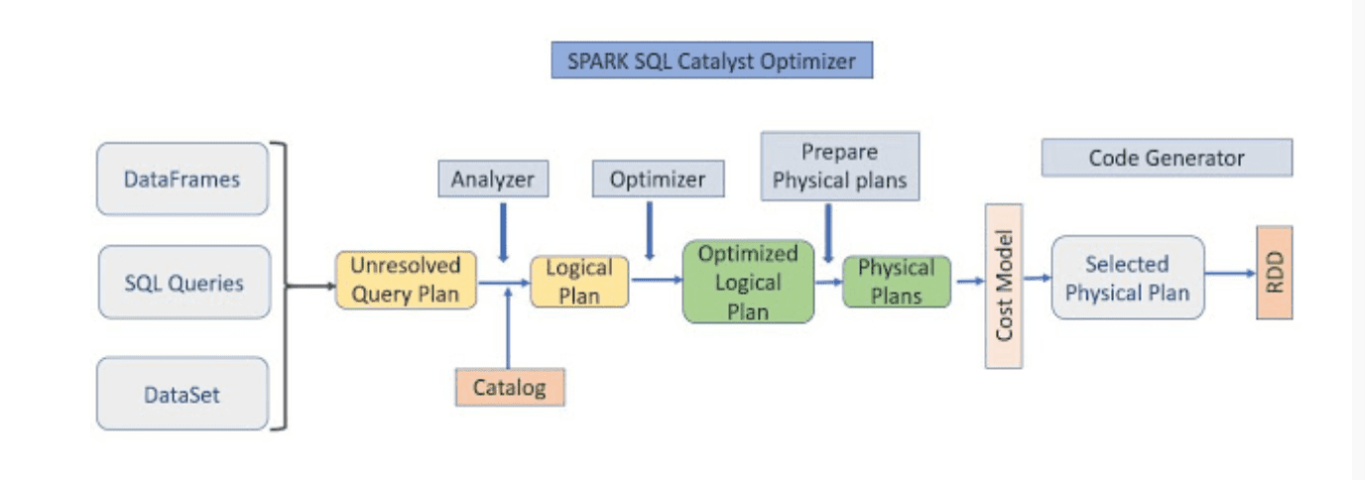 SPARK SQL Catalyst Optimizer
DataFrames
SQL Queries
DataSet
Unresolved
Query Plan
Analyzer
Catalog
Logical
Plan
Optimizer
Optimized
Logical
Plan
Prepare
Physical plans
Physical
Plans
Cost Model
Code Generator
Selected
Physical Plan
RDD